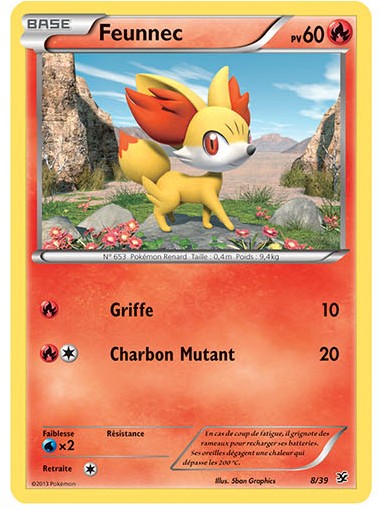 BASE
Feunnec
PV60
N° 653 Pokémon Renard Taille : 0,4m Poids : 9,4kg
Griffe 10
Charbon Mutant 20
Faiblesse Résistance
×2
Retraite
En cas de coup de fatigue, il grignote des
rameaux pour recharger ses batteries.
Ses oreilles dégagent une chaleur qui
dépasse les 200 °C.
©2013 Pokémon
Illus. 5ban Graphics
8/39